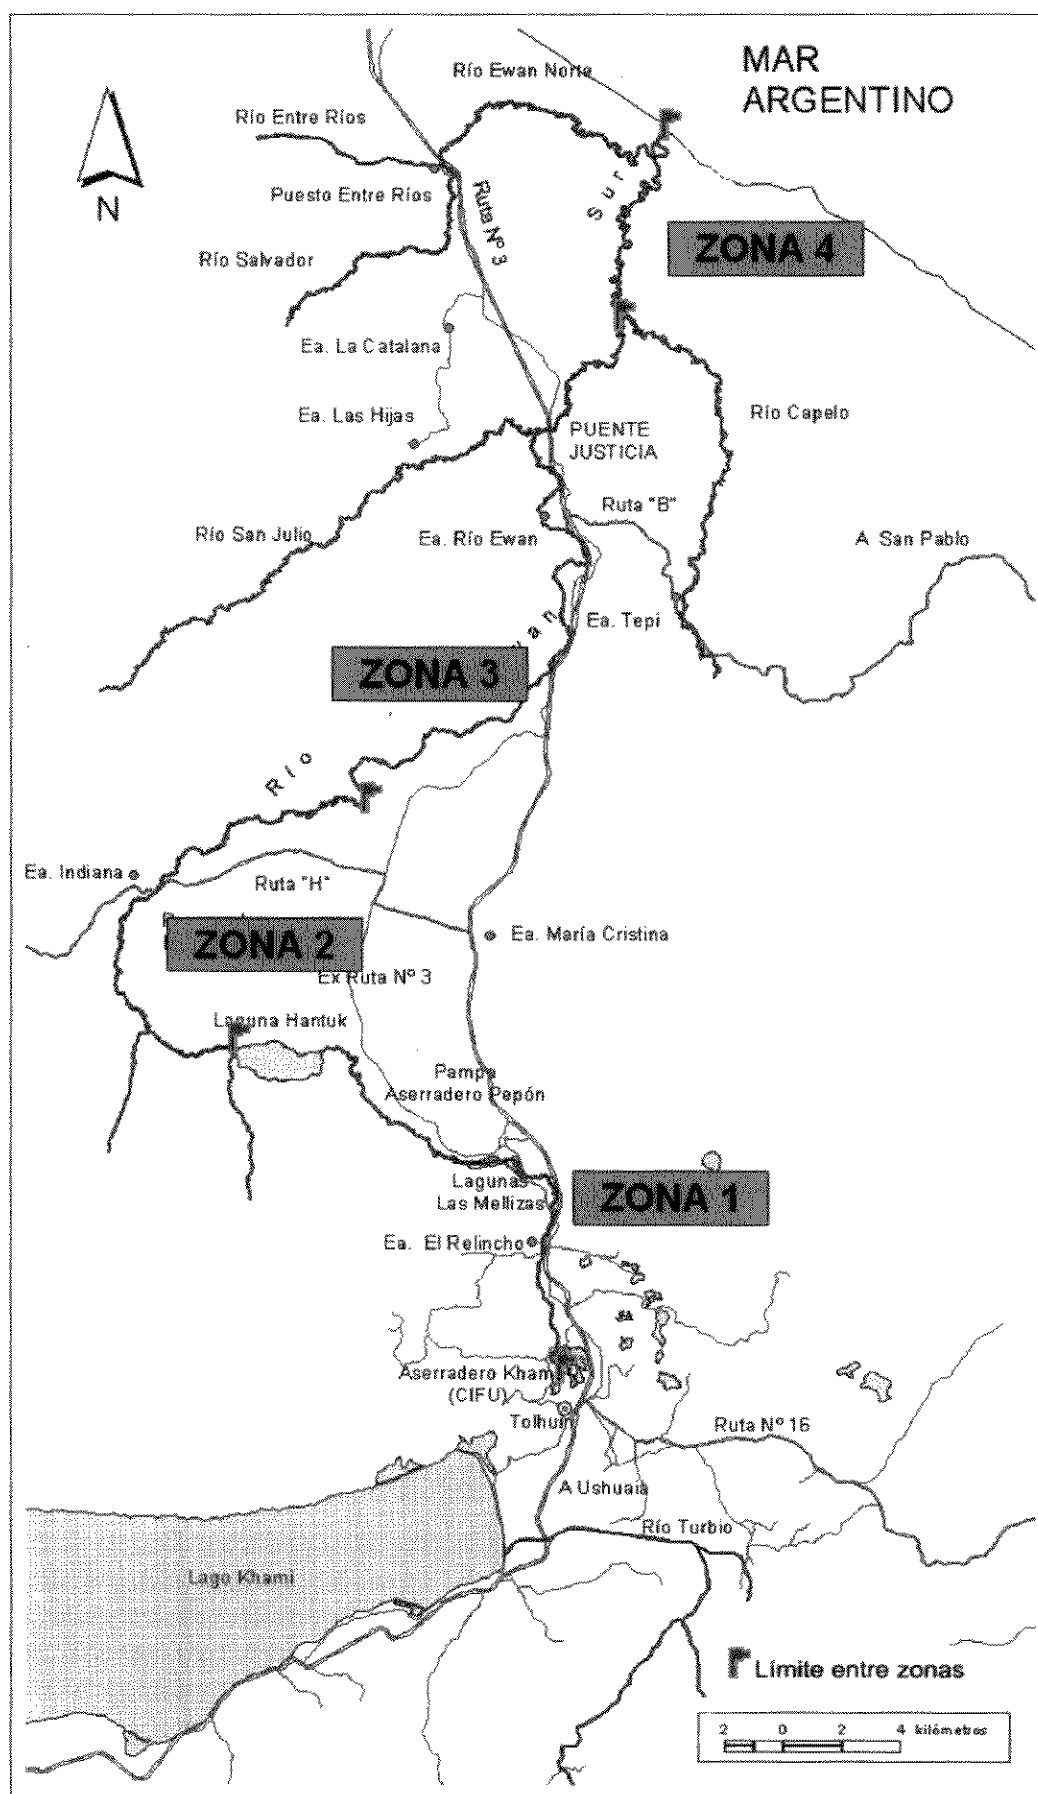 MAR
ARGENTINO
Río Ewan Norte
Río Entre Ríos
N
Puesto Entre Ríos
Ruta Nº 3
Sur
Río Salvador
ZONA 4
Ea. La Catalana
Ea. Las Hijas
Río Capelo
PUENTE
JUSTICIA
Ruta "B"
Río San Julio
Ea. Río Ewan
A San Pablo
Ea. Tepi
ZONA 3
Río
Ea. Indiana
Ruta "H"
ZONA 2
Ea. María Cristina
Ex Ruta Nº 3
Laguna Hantuk
Pampa
Aserradero Papón
Lagunas
Las Mellizas
ZONA 1
Ea. El Relincho
Aserradero Khami
(CIFU)
Tolhuin
Ruta Nº 16
A Ushuaia
Río Turbio
Lago Khami
Límite entre zonas
2 0 2 4 kilómetros